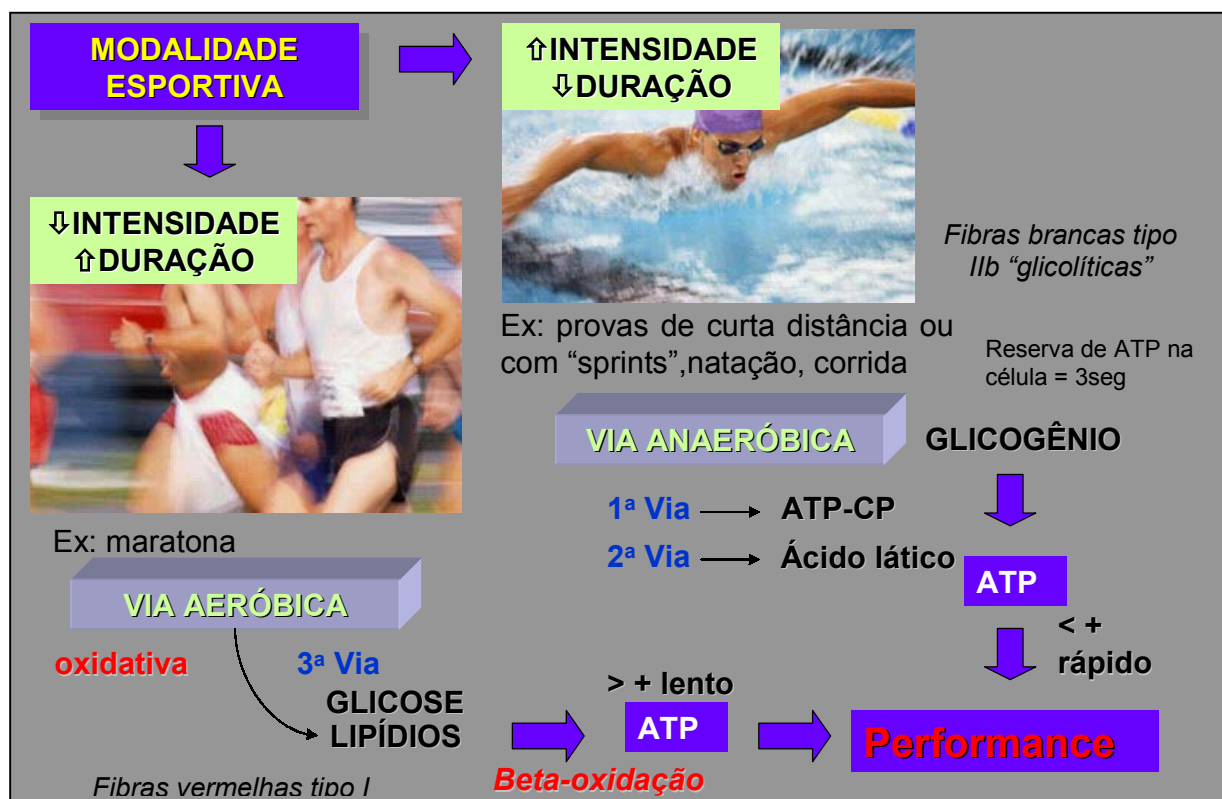 MODALIDADE
ESPORTIVA
⇧INTENSIDADE
⇩DURAÇÃO
⇩INTENSIDADE
⇧DURAÇÃO
Fibras brancas tipo
IIb “glicolíticas”
Ex: provas de curta distância ou
com “sprints”,natação, corrida
Reserva de ATP na
célula = 3seg
VIA ANAERÓBICA
GLICOGÊNIO
1ª Via
ATP-CP
2ª Via
Ácido lático
ATP
< +
rápido
Ex: maratona
VIA AERÓBICA
oxidativa
3ª Via
GLICOSE
LIPÍDIOS
> + lento
ATP
Performance
Beta-oxidação
Fibras vermelhas tipo I